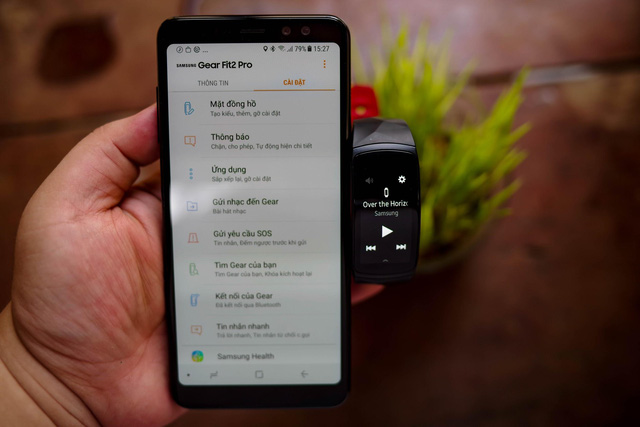 79% 15:27
SAMSUNG Gear Fit2 Pro
THÔNG TIN CÀI ĐẶT
Mặt đồng hồ
Tạo kiểu, thêm, gỡ cài đặt
Thông báo
Chặn, cho phép, Tự động hiện chi tiết
Ứng dụng
Sắp xếp lại, gỡ cài đặt
Gửi nhạc đến Gear
Bài hát nhạc
Gửi yêu cầu SOS
Tin nhắn, Đếm ngược trước khi gửi
Tìm Gear của bạn
Tìm Gear của bạn, Khóa kích hoạt lại
Kết nối của Gear
Đã kết nối qua Bluetooth
Tin nhắn nhanh
Trả lời nhanh, Tin nhắn từ chối c.gọi
Samsung Health
Over the Horiz
Samsung